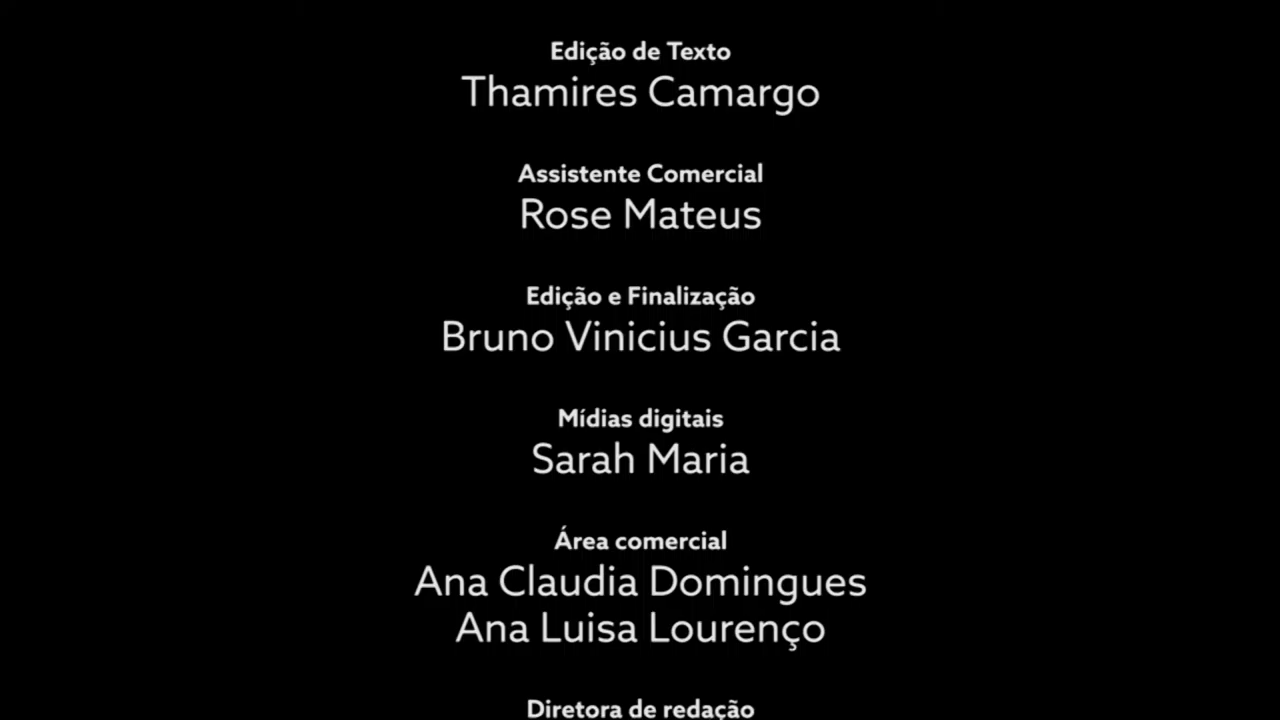 Edição de Texto
Thamires Camargo
Assistente Comercial
Rose Mateus
Edição e Finalização
Bruno Vinicius Garcia
Mídias digitais
Sarah Maria
Área comercial
Ana Claudia Domingues
Ana Luisa Lourenço
Diretora de redação